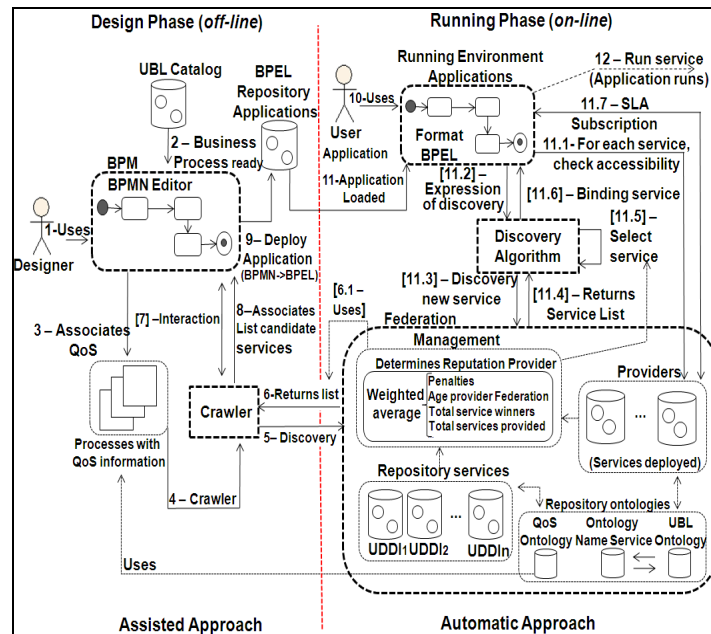 Design Phase (off-line)
Running Phase (on-line)
UBL Catalog
BPEL
Repository
Applications
2 – Business
Process ready
BPM
BPMN Editor
1-Uses
Designer
9– Deploy
Application
(BPMN->BPEL)
3 – Associates
QoS
[7] -Interaction
8–Associates
List candidate
services
Processes with
QoS information
Crawler
4 – Crawler
6-Returns list
5 – Discovery
Uses
Assisted Approach
Running Environment
Applications
12 – Run service
(Application runs)
10-Uses
User
Application
Format
BPEL
11-Application
Loaded
11.7 – SLA
Subscription
11.1- For each service,
check accessibility
[11.2] –
Expression
of discovery
[11.6] – Binding service
[11.5] –
Select
service
Discovery
Algorithm
[11.3] – Discovery
new service
[11.4] – Returns
Service List
[6.1 –
Uses]
Federation
Management
Determines Reputation Provider
Weighted
average
Penalties
Age provider Federation
Total service winners
Total services provided
Providers
...
(Services deployed)
Repository services
...
UDDI1 UDDI2 UDDIn
Repository ontologies
QoS
Ontology
Ontology
Name Service
UBL
Ontology
Automatic Approach